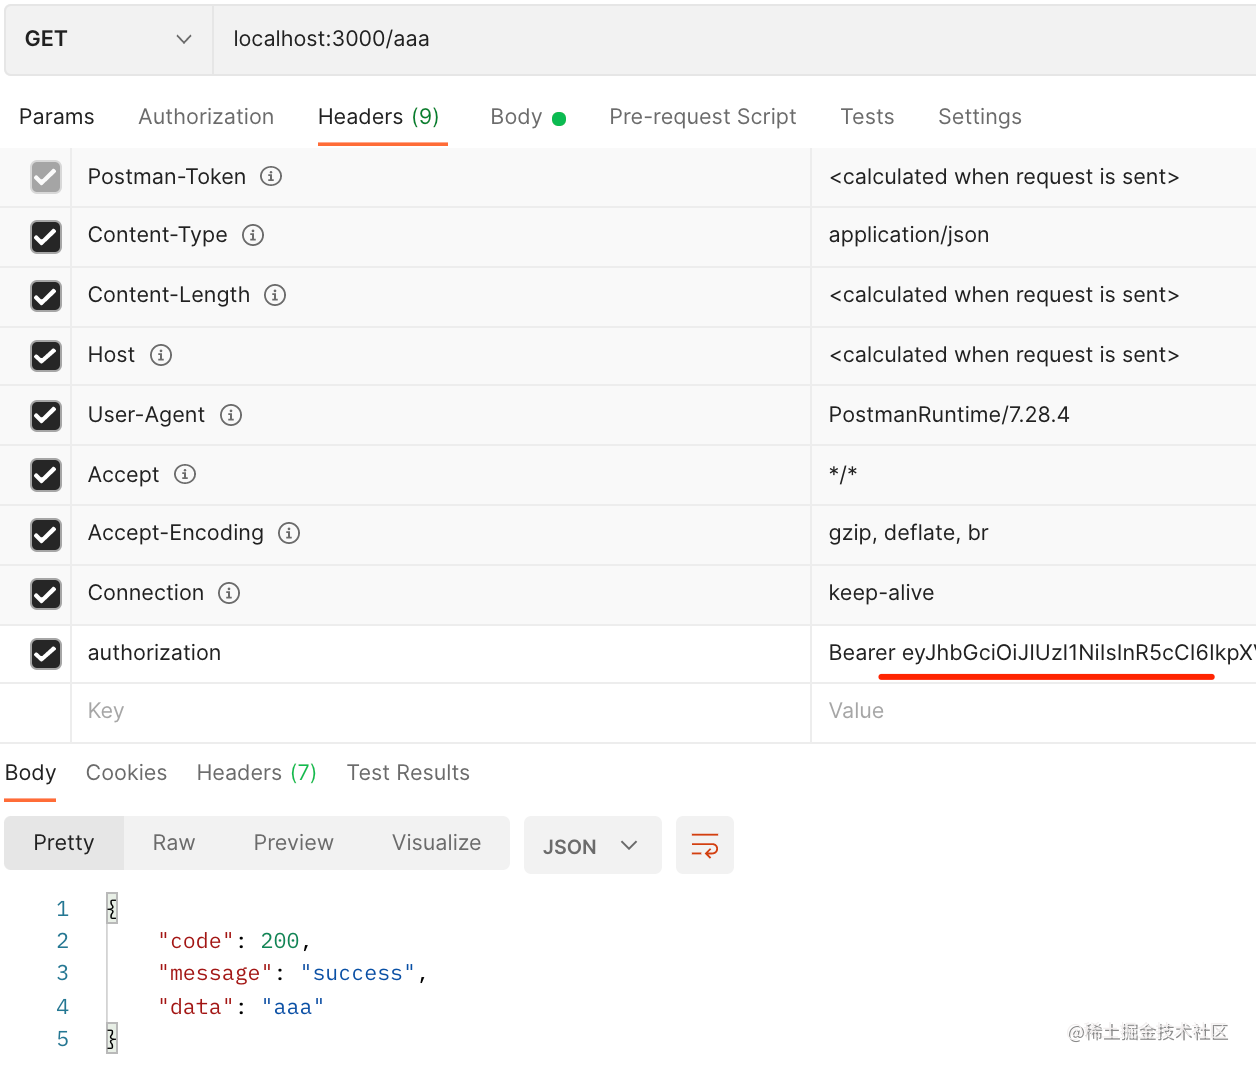 GET localhost:3000/aaa
Params Authorization Headers (9) Body Pre-request Script Tests Settings
Postman-Token <calculated when request is sent>
Content-Type application/json
Content-Length <calculated when request is sent>
Host <calculated when request is sent>
User-Agent PostmanRuntime/7.28.4
Accept */*
Accept-Encoding gzip, deflate, br
Connection keep-alive
authorization Bearer eyJhbGciOiJIUzI1NiIsInR5cCI6IkpXV
Key Value
Body Cookies Headers (7) Test Results
Pretty Raw Preview Visualize JSON
1 {
2 "code": 200,
3 "message": "success",
4 "data": "aaa"
5 }
@稀土掘金技术社区